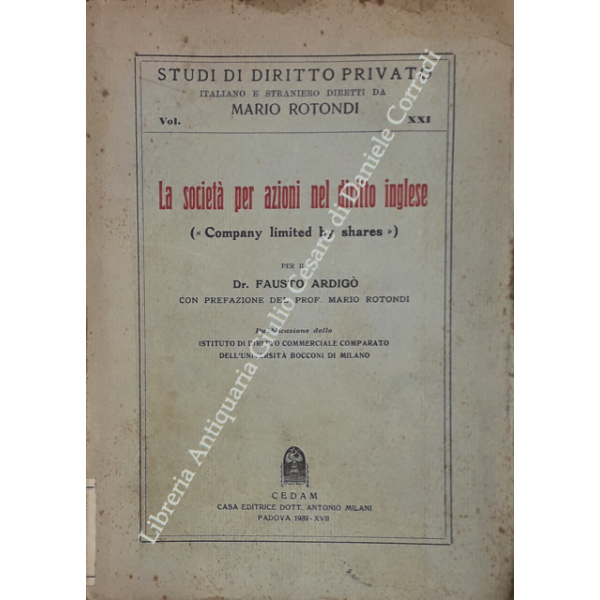 STUDI DI DIRITTO PRIVATO
ITALIANO E STRANIERO DIRETTI DA
MARIO ROTONDI
Vol. XXI
La società per azioni nel diritto inglese
(« Company limited by shares »)
PER IL
Dr. FAUSTO ARDIGÒ
CON PREFAZIONE DEL PROF. MARIO ROTONDI
Pubblicazione dello
ISTITUTO DI DIRITTO COMMERCIALE COMPARATO
DELL'UNIVERSITÀ BOCCONI DI MILANO
CEDAM
CASA EDITRICE DOTT. ANTONIO MILANI
PADOVA 1939 - XVII
Libreria Antiquaria Giulio Cesare di Daniele Corradi